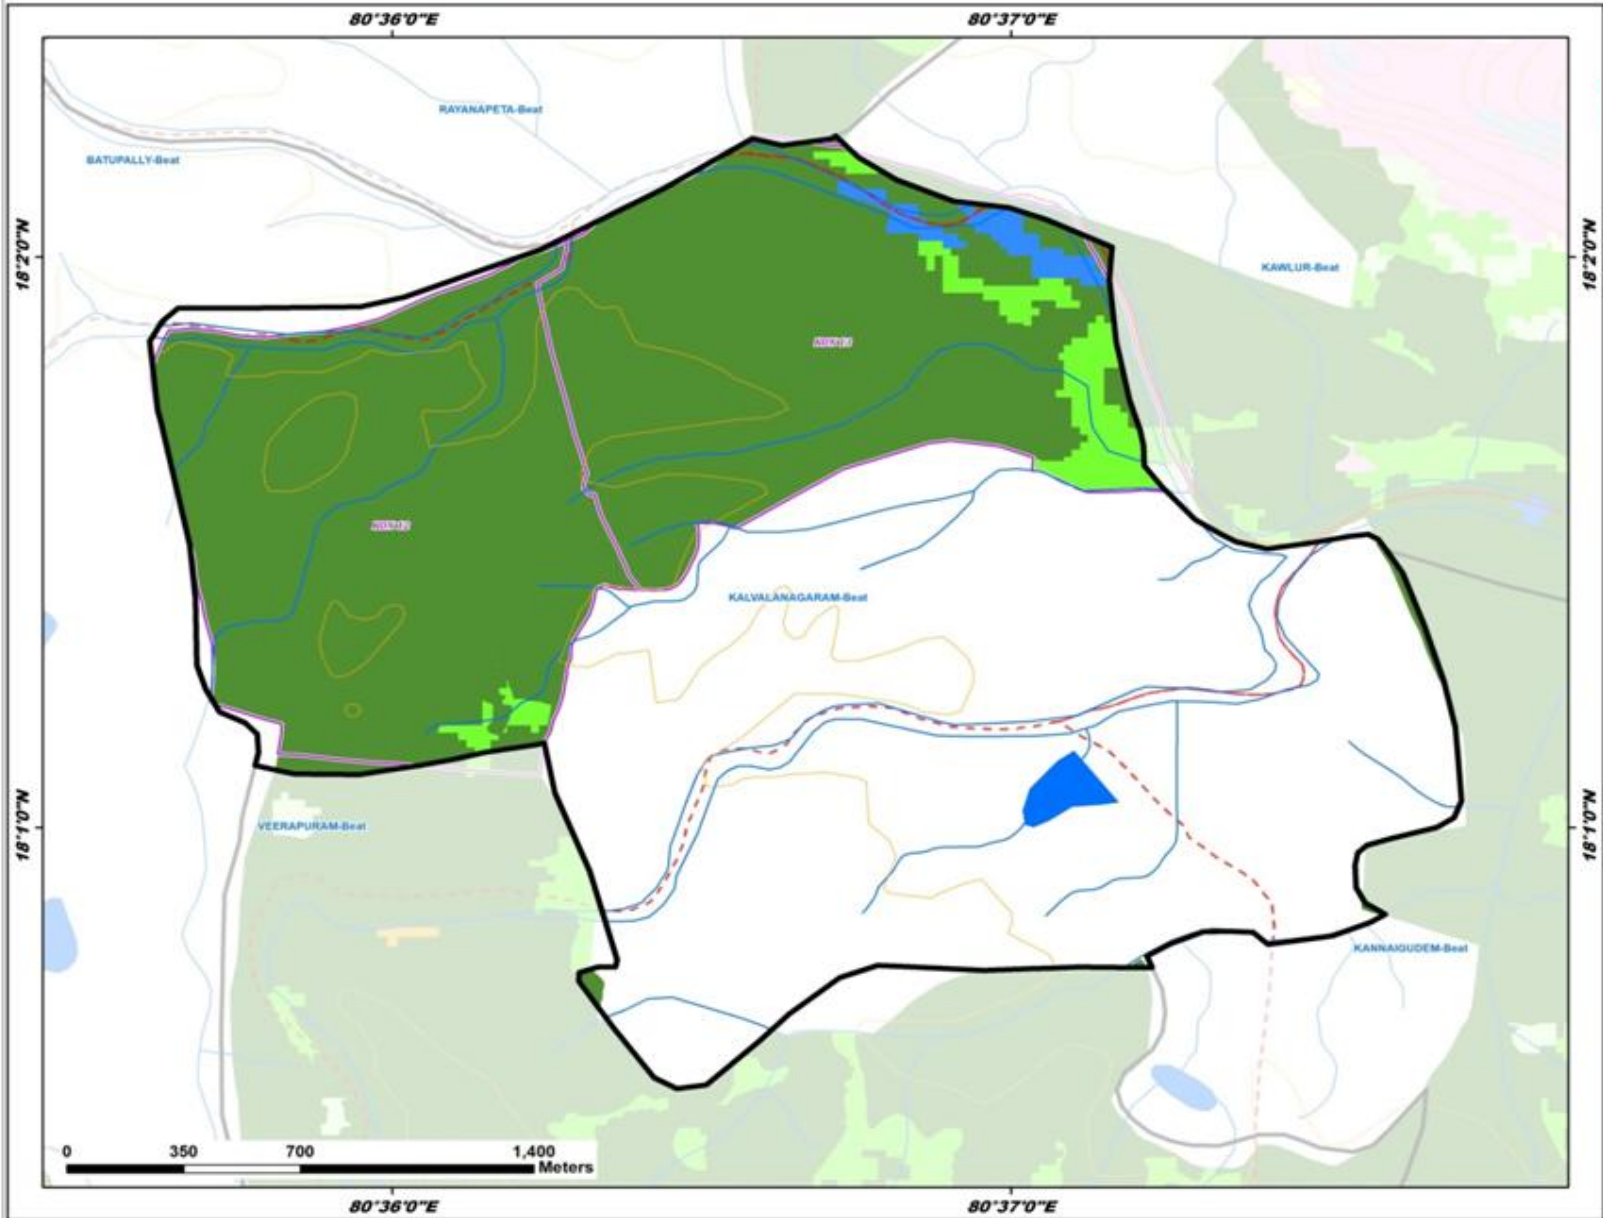 80°36'0"E
80°37'0"E
RAYANAPETA-Beat
BATUPALLY-Beat
18°2'0"N
KAWLUR-Beat
18°2'0"N
KALVALANAGARAM-Beat
18°1'0"N
VEERAPURAM-Beat
18°1'0"N
KANNAIGUDEM-Beat
0 350 700 1,400
Meters
80°36'0"E
80°37'0"E